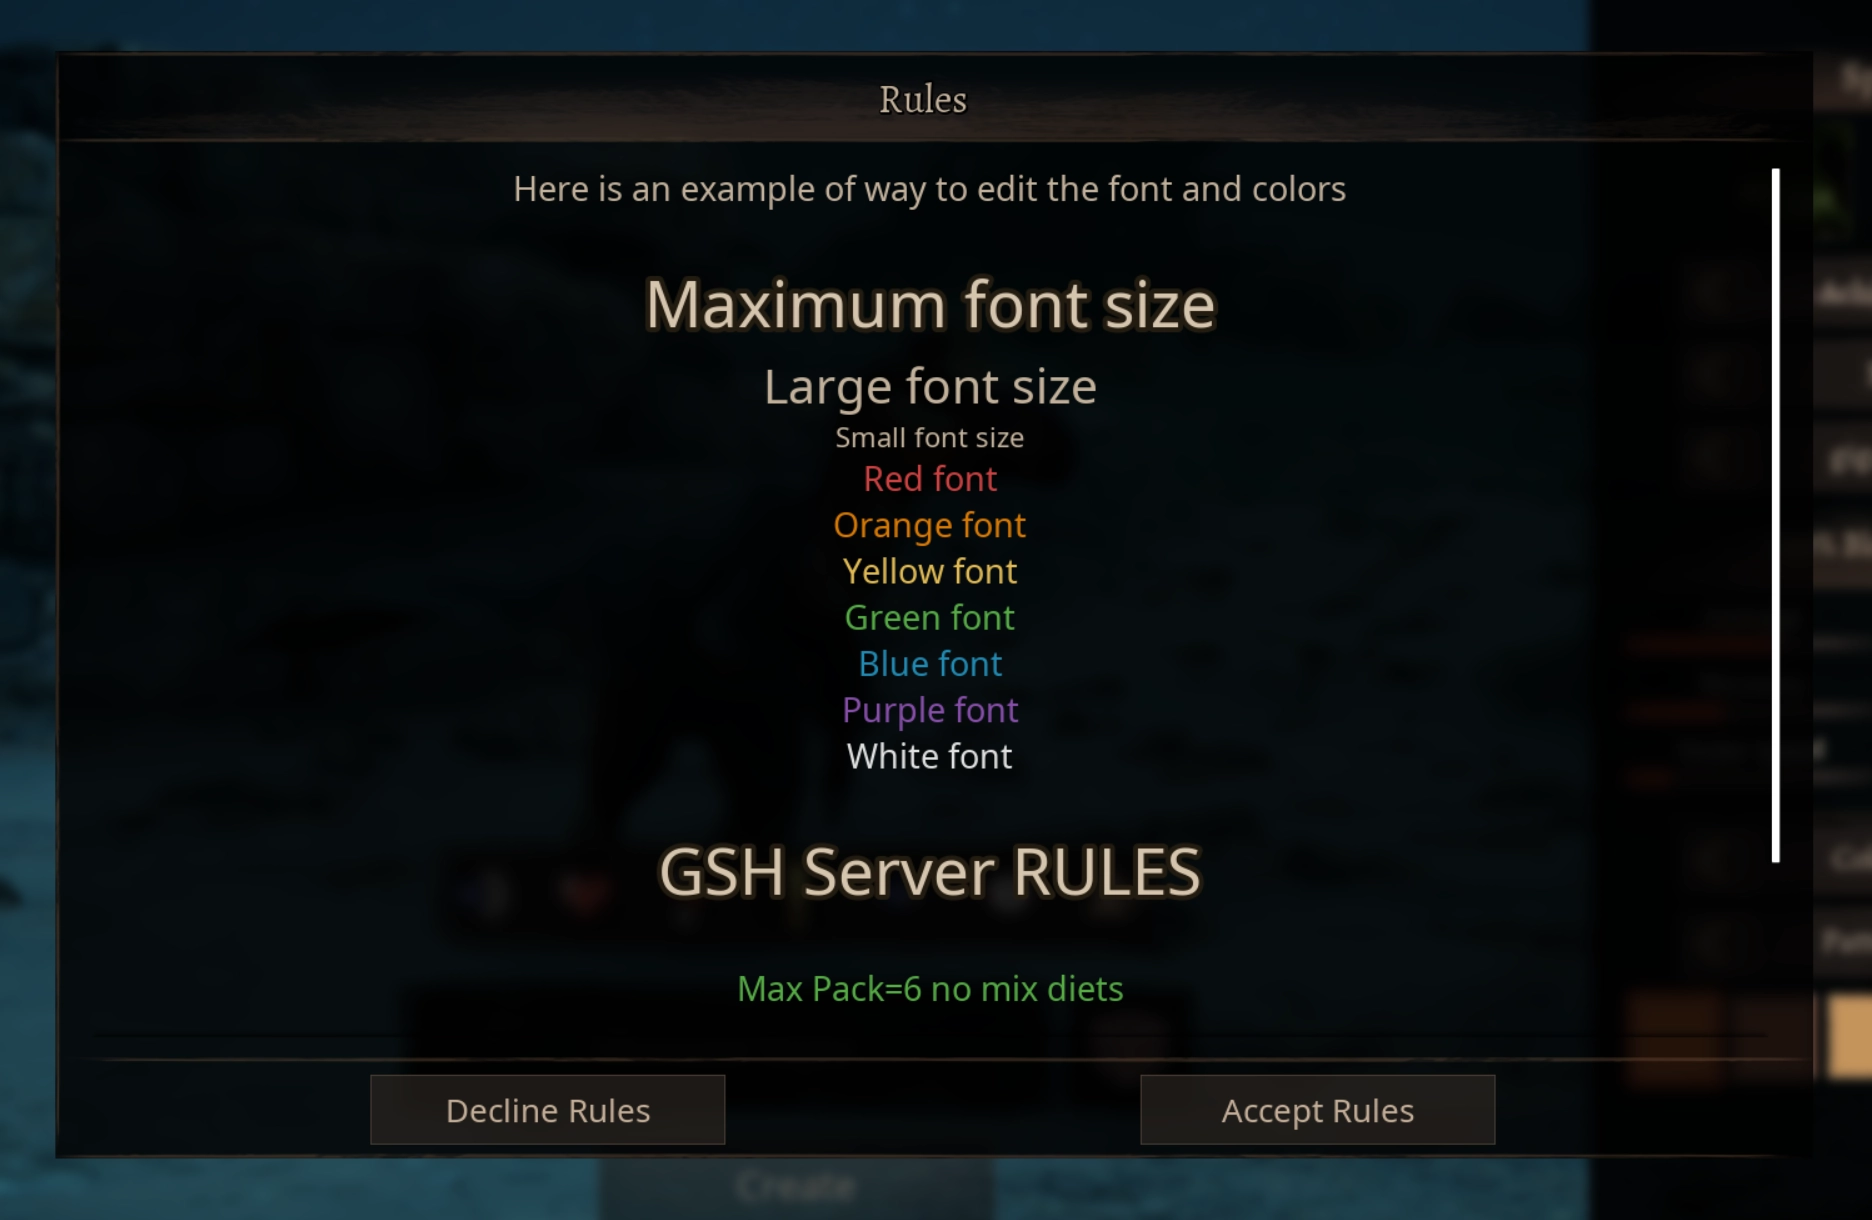 Rules
Here is an example of way to edit the font and colors
Maximum font size
Large font size
Small font size
Red font
Orange font
Yellow font
Green font
Blue font
Purple font
White font
GSH Server RULES
Max Pack=6 no mix diets
Decline Rules
Accept Rules
Create